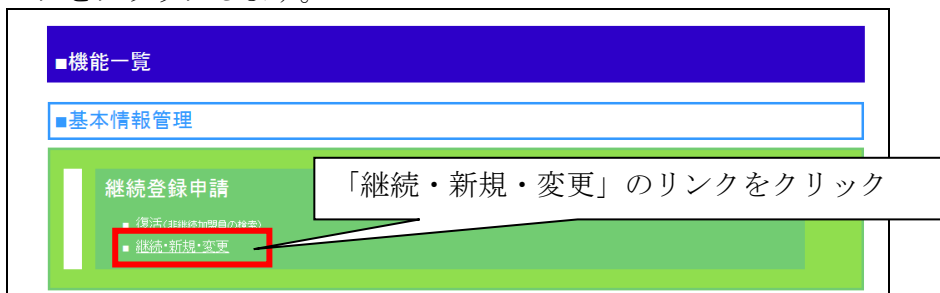 ■機能一覧
■基本情報管理
継続登録申請
「継続・新規・変更」のリンクをクリック
▪ 復活(非継続加盟員の検索)
▪ 継続・新規・変更